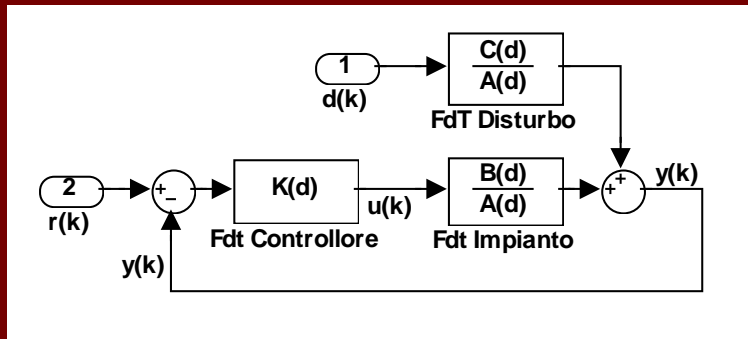 1
d(k)
C(d)
A(d)
FdT Disturbo
2
r(k)
+
−
K(d)
Fdt Controllore
u(k)
B(d)
A(d)
Fdt Impianto
+
+
y(k)
y(k)